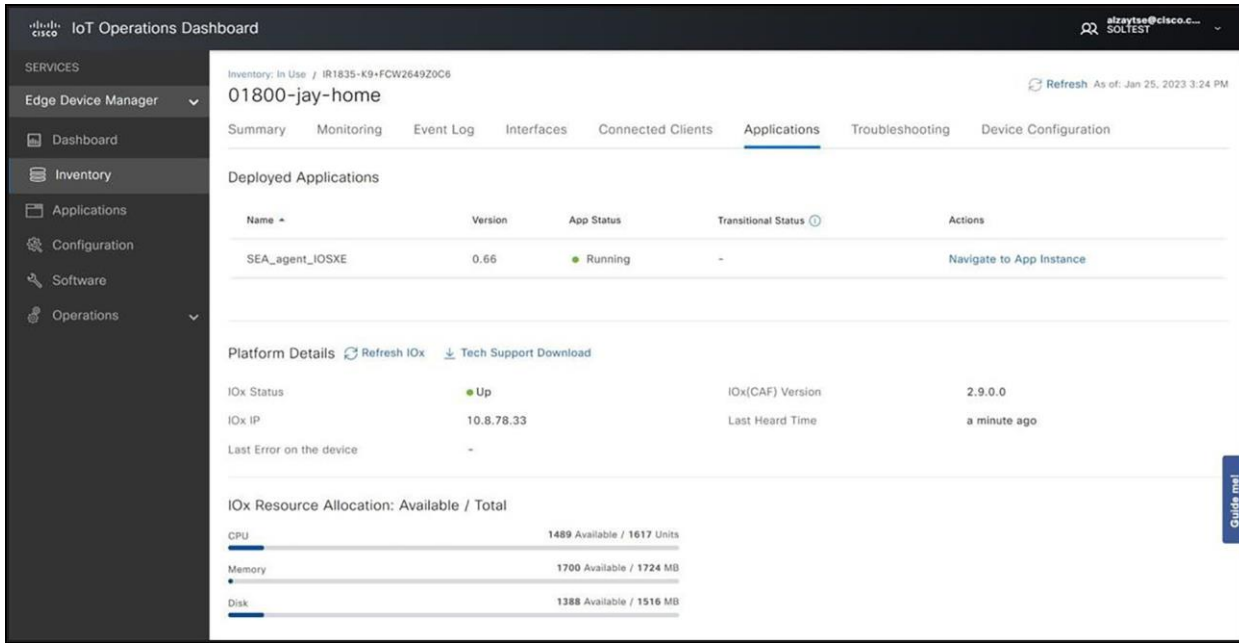 cisco IoT Operations Dashboard
alzaytse@cisco.c...
SOLTEST
SERVICES
Edge Device Manager
Dashboard
Inventory
Applications
Configuration
Software
Operations
Inventory: In Use / IR1835-K9+FCW2649Z0C6
01800-jay-home
Refresh As of: Jan 25, 2023 3:24 PM
Summary Monitoring Event Log Interfaces Connected Clients Applications Troubleshooting Device Configuration
Deployed Applications
Name Version App Status Transitional Status Actions
SEA_agent_IOSXE 0.66 Running - Navigate to App Instance
Platform Details Refresh IOx Tech Support Download
IOx Status Up IOx(CAF) Version 2.9.0.0
IOx IP 10.8.78.33 Last Heard Time a minute ago
Last Error on the device -
IOx Resource Allocation: Available / Total
CPU 1489 Available / 1617 Units
Memory 1700 Available / 1724 MB
Disk 1388 Available / 1516 MB
Guide me!